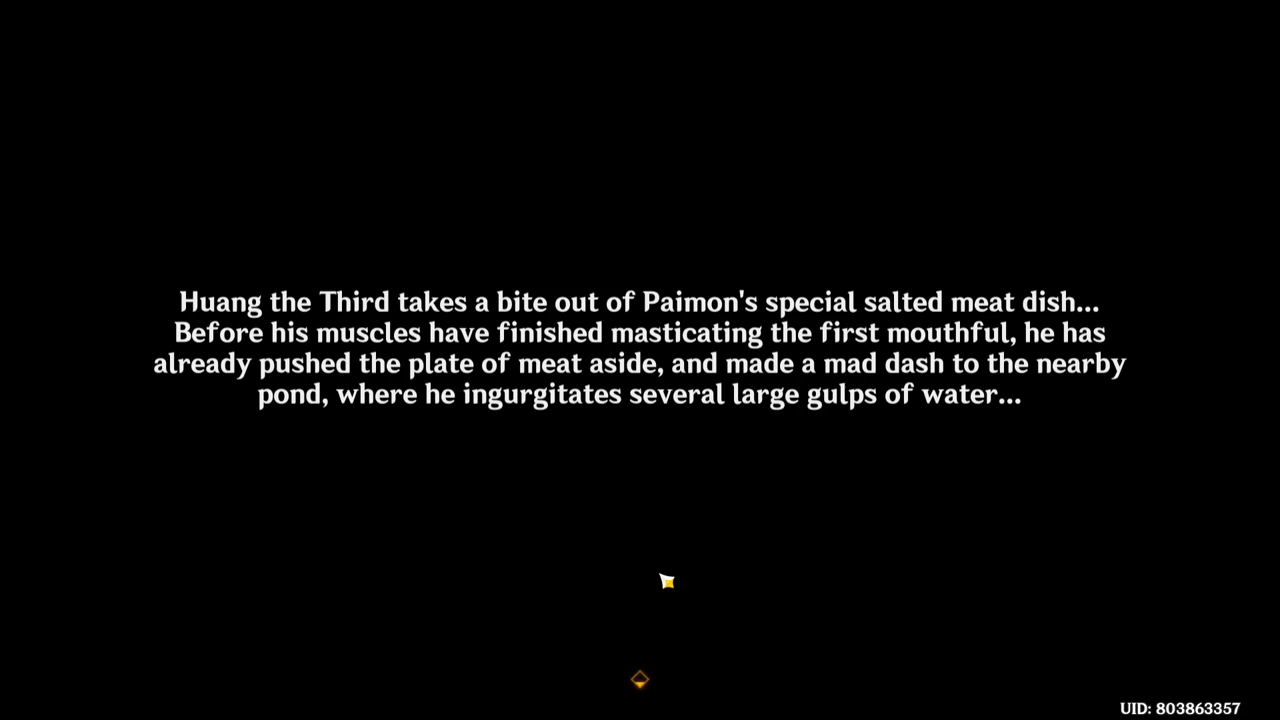 Huang the Third takes a bite out of Paimon's special salted meat dish...
Before his muscles have finished masticating the first mouthful, he has
already pushed the plate of meat aside, and made a mad dash to the nearby
pond, where he ingurgitates several large gulps of water...
UID: 803863357